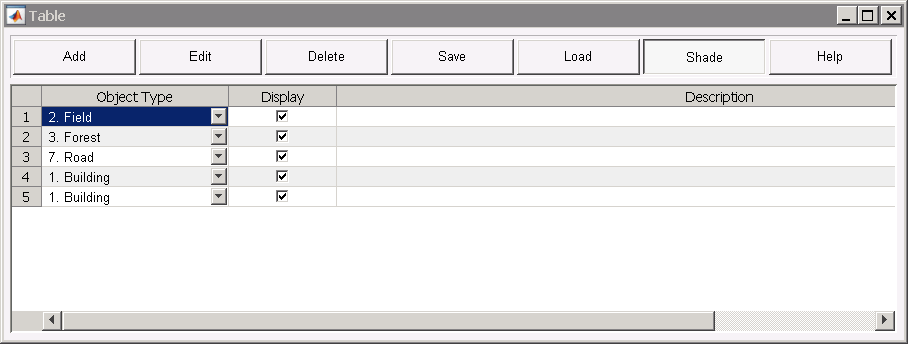 Table
Add Edit Delete Save Load Shade Help
Object Type Display Description
1 2. Field
2 3. Forest
3 7. Road
4 1. Building
5 1. Building